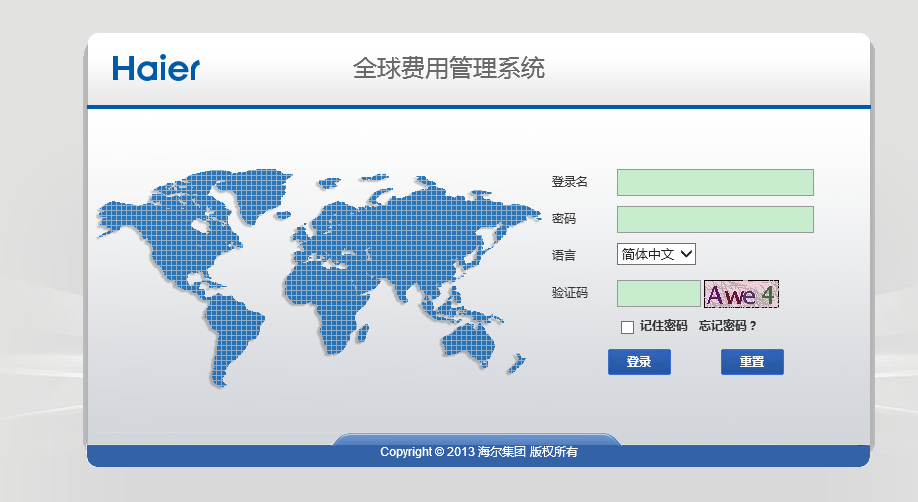 Haier
全球费用管理系统
登录名
密码
语言
简体中文
验证码
Awe 4
记住密码 忘记密码？
登录 重置
Copyright © 2013 海尔集团 版权所有